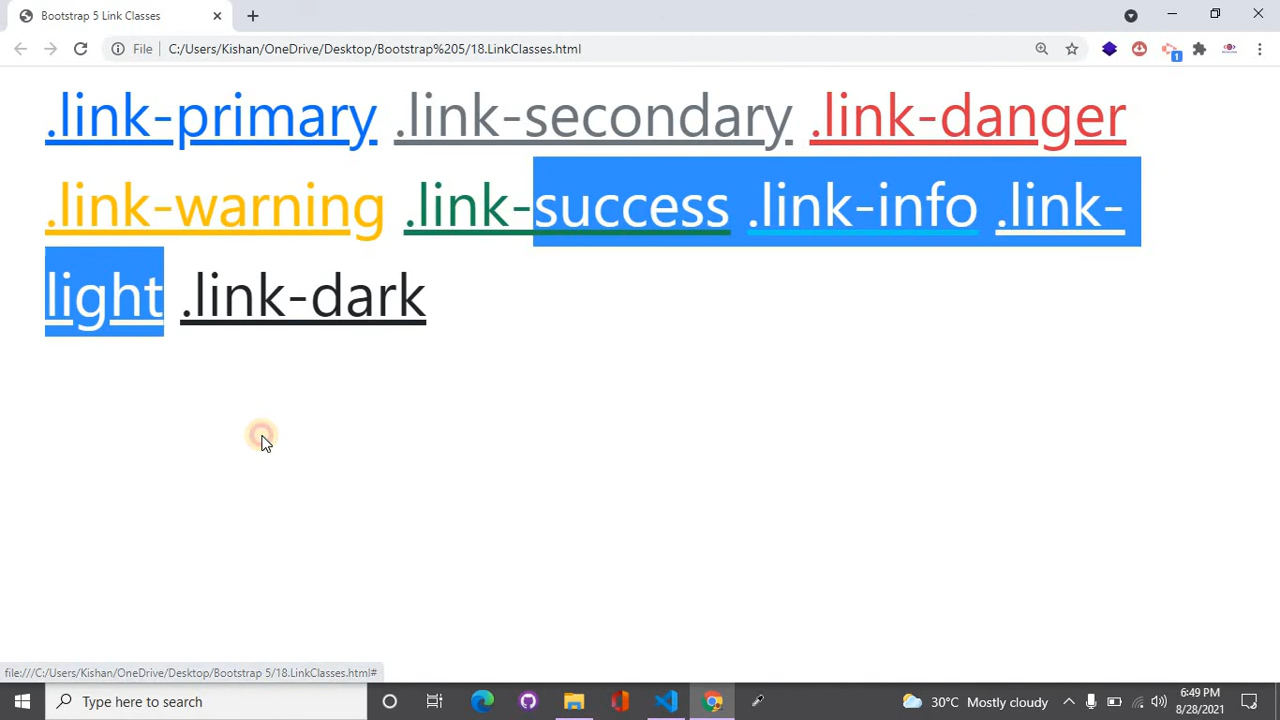 Bootstrap 5 Link Classes
File
C:/Users/Kishan/OneDrive/Desktop/Bootstrap%205/18.LinkClasses.html
1
.link-primary .link-secondary .link-danger
.link-warning .link-success .link-info .link-
light .link-dark
file:///C:/Users/Kishan/OneDrive/Desktop/Bootstrap 5/18.LinkClasses.html#
Type here to search
30°C Mostly cloudy
6:49 PM
8/28/2021